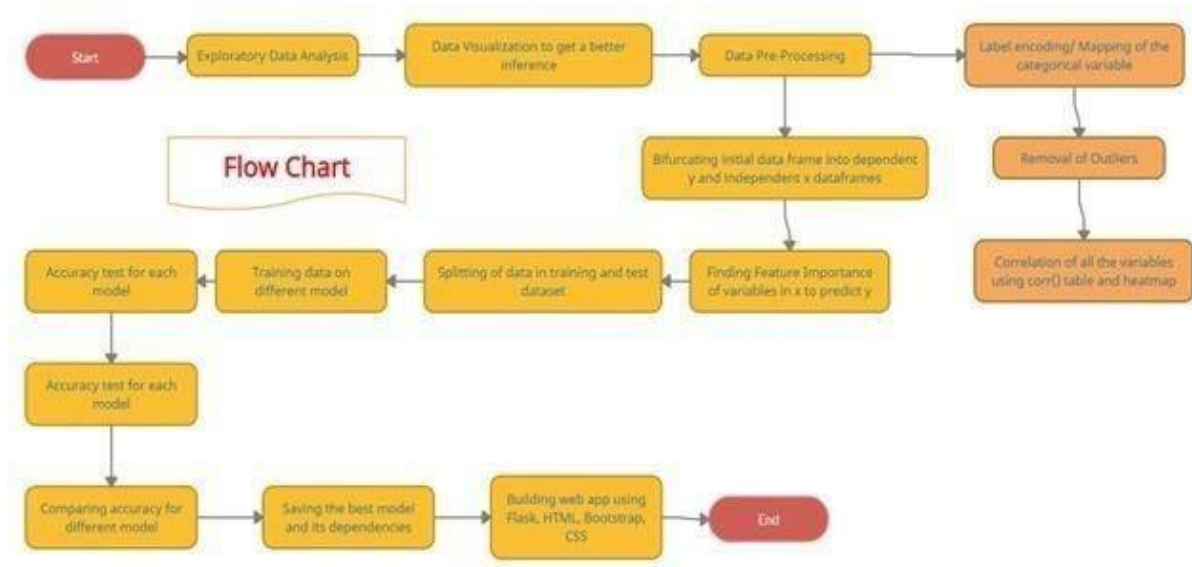 Start
Exploratory Data Analysis
Data Visualization to get a better
inference
Data Pre-Processing
Label encoding/ Mapping of the
categorical variable
Flow Chart
Bifurcating initial data frame into dependent
y and independent x dataframes
Removal of Outliers
Accuracy test for each
model
Training data on
different model
Splitting of data in training and test
dataset
Finding Feature Importance
of variables in x to predict y
Correlation of all the variables
using corr() table and heatmap
Accuracy test for each
model
Comparing accuracy for
different model
Saving the best model
and its dependencies
Building web app using
Flask, HTML, Bootstrap,
CSS
End